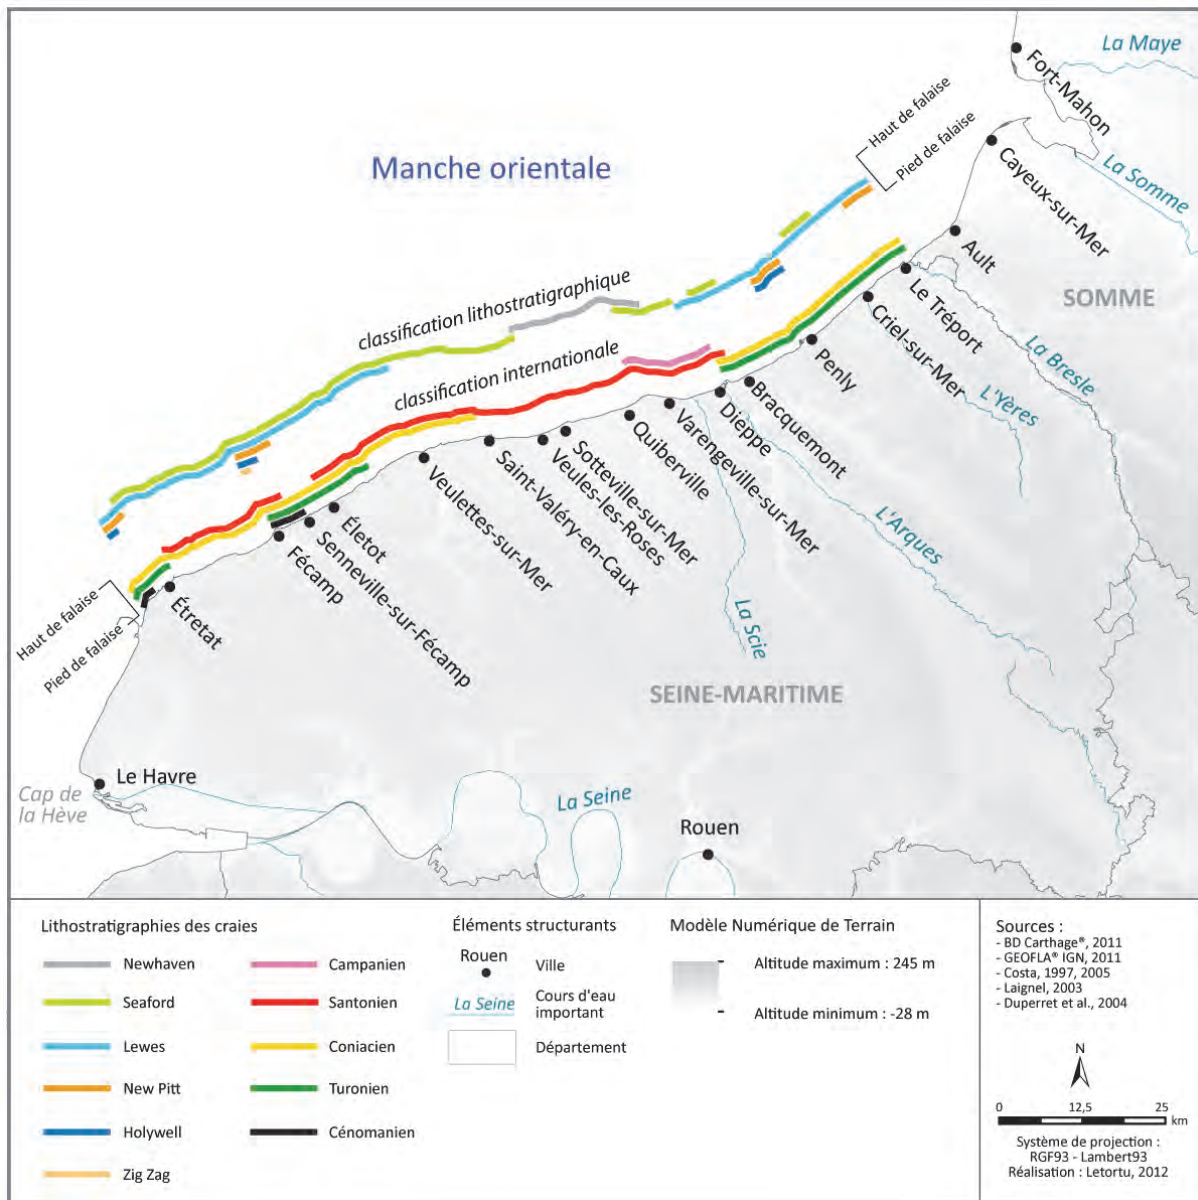 La Maye
Fort-Mahon
Haut de falaise
Pied de falaise
Manche orientale
La Somme
Cayeux-sur-Mer
Ault
SOMME
classification lithostratigraphique
Le Tréport
Criel-sur-Mer
La Bresle
classification internationale
Penly
L'Yères
Bracquemont
Dieppe
Varengeville-sur-Mer
Quiberville
Sotteville-sur-Mer
Veules-les-Roses
Saint-Valéry-en-Caux
Veulettes-sur-Mer
L'Arques
Életot
Senneville-sur-Fécamp
Fécamp
Étretat
Haut de falaise
Pied de falaise
La Scie
SEINE-MARITIME
Le Havre
Cap de
la Hève
La Seine
Rouen
Lithostratigraphies des craies
Newhaven
Seaford
Lewes
New Pitt
Holywell
Zig Zag
Campanien
Santonien
Coniacien
Turonien
Cénomanien
Éléments structurants
Rouen
Ville
La Seine
Cours d'eau
important
Département
Modèle Numérique de Terrain
Altitude maximum : 245 m
Altitude minimum : -28 m
Sources :
- BD Carthage®, 2011
- GEOFLA® IGN, 2011
- Costa, 1997, 2005
- Laignel, 2003
- Duperret et al., 2004
N
0 12,5 25
km
Système de projection :
RGF93 - Lambert93
Réalisation : Letortu, 2012